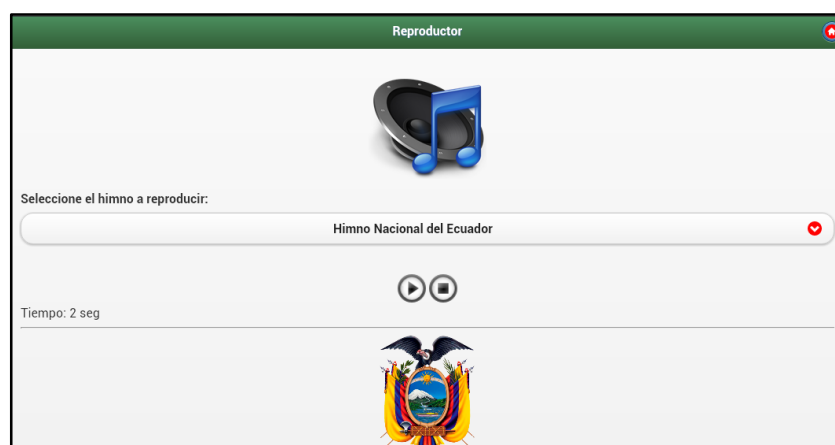 Reproductor
Seleccione el himno a reproducir:
Himno Nacional del Ecuador
Tiempo: 2 seg